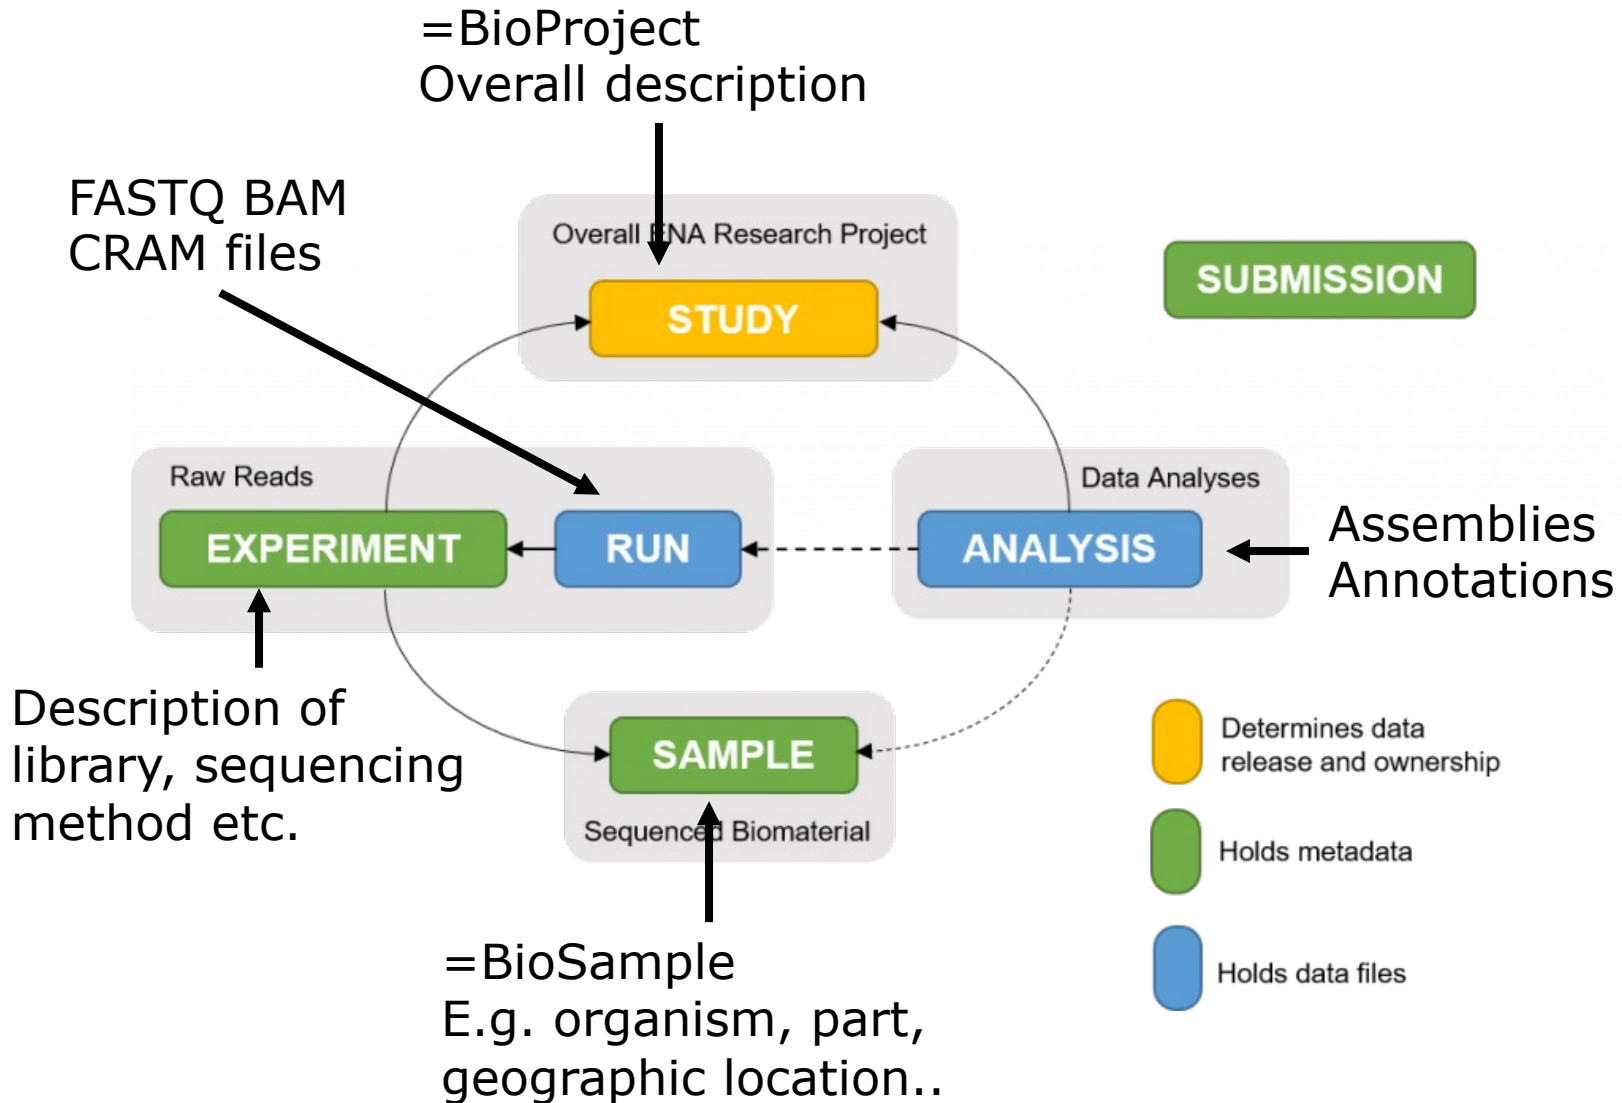 =BioProject
Overall description
FASTQ BAM
CRAM files
Overall ENA Research Project
STUDY
SUBMISSION
Raw Reads
EXPERIMENT
RUN
Data Analyses
ANALYSIS
Assemblies
Annotations
Description of
library, sequencing
method etc.
SAMPLE
Sequenced Biomaterial
=BioSample
E.g. organism, part,
geographic location..
Determines data
release and ownership
Holds metadata
Holds data files